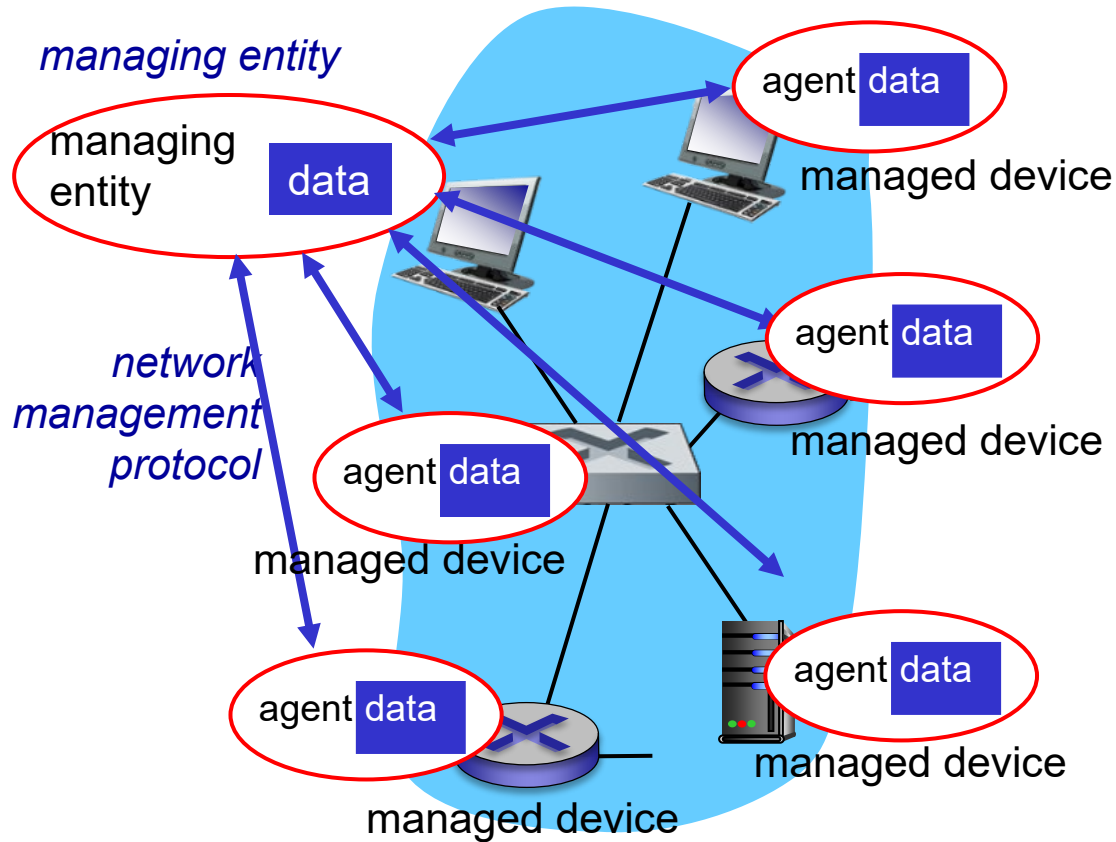 managing entity
managing
entity
data
agent data
managed device
agent data
managed device
network
management
protocol
agent data
managed device
agent data
managed device
agent data
managed device